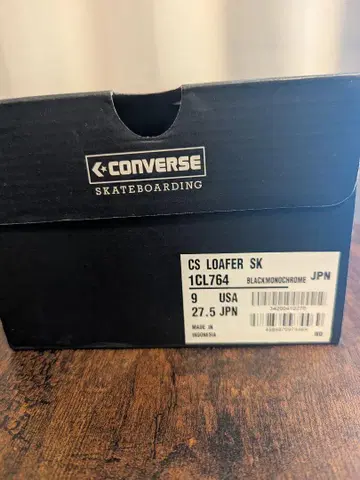 CONVERSE
SKATEBOARDING
CS LOAFER SK
1CL764 BLACKMONOCHROME JPN
9 USA
27.5 JPN
MADE IN
INDONESIA